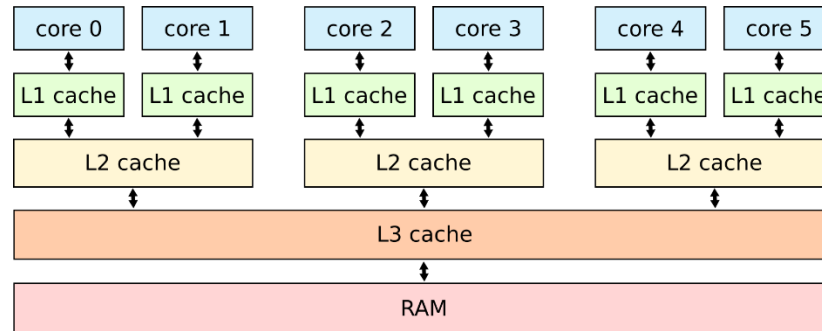 core 0 core 1 core 2 core 3 core 4 core 5
L1 cache L1 cache L1 cache L1 cache L1 cache L1 cache
L2 cache L2 cache L2 cache
L3 cache
RAM